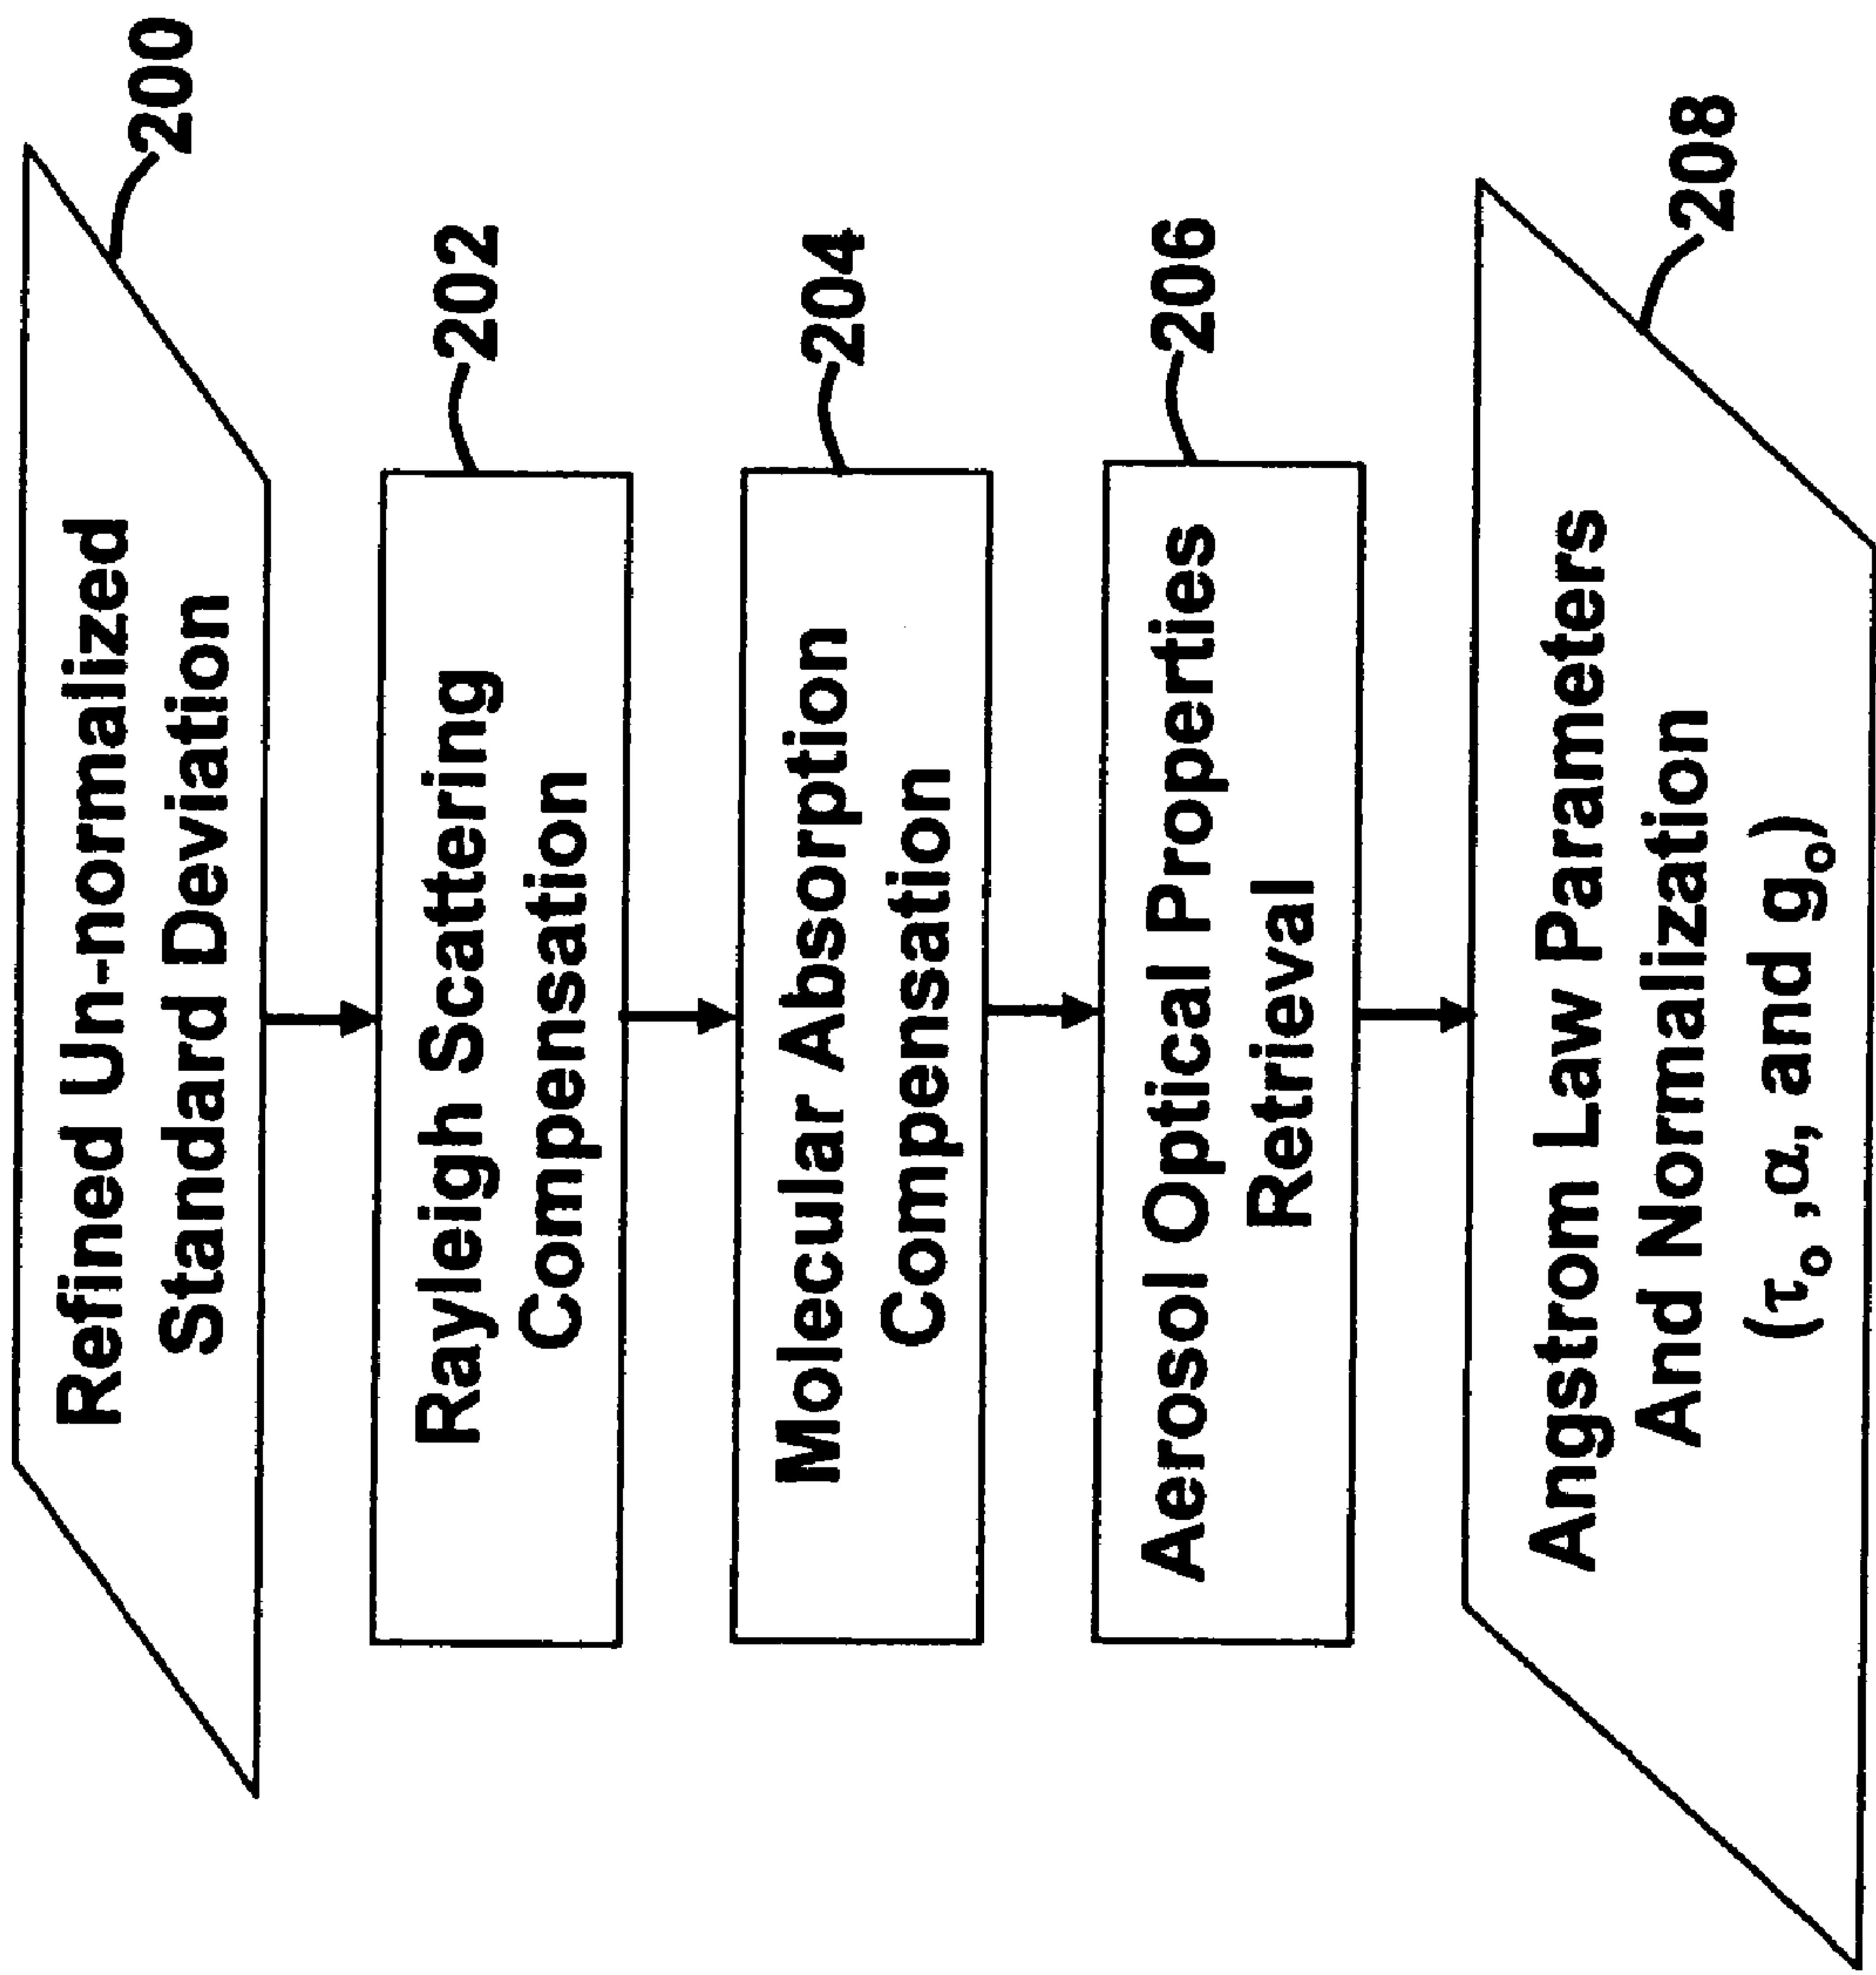 Refined Un-normalized
Standard Deviation
200
Rayleigh Scattering
Compensation
202
Molecular Absorption
Compensation
204
Aerosol Optical Properties
Retrieval
206
Angstrom Law Parameters
And Normalization
(τₒ,α, and gₒ)
208